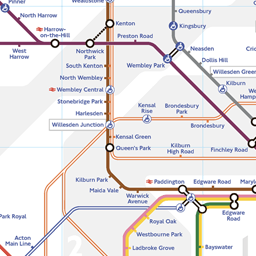 Pinner
North Harrow
Harrow-
on-the-Hill
West
Harrow
Wealdstone
Kenton
Preston Road
Northwick
Park
South Kenton
North Wembley
Wembley Central
Stonebridge Park
Harlesden
Willesden Junction
Kensal Green
Queen's Park
Queensbury
Kingsbury
Neasden
Dollis Hill
Willesden Green
Wembley Park
Kilburn
West
Kensal
Rise
Brondesbury
Park
Brondesbury
Kilburn
High Road
Finchley Road
Kilburn Park
Maida Vale
Paddington
Edgware Road
Warwick
Avenue
Edgware
Road
Royal Oak
Westbourne Park
Ladbroke Grove
Bayswater
Park Royal
Acton
Main Line
2